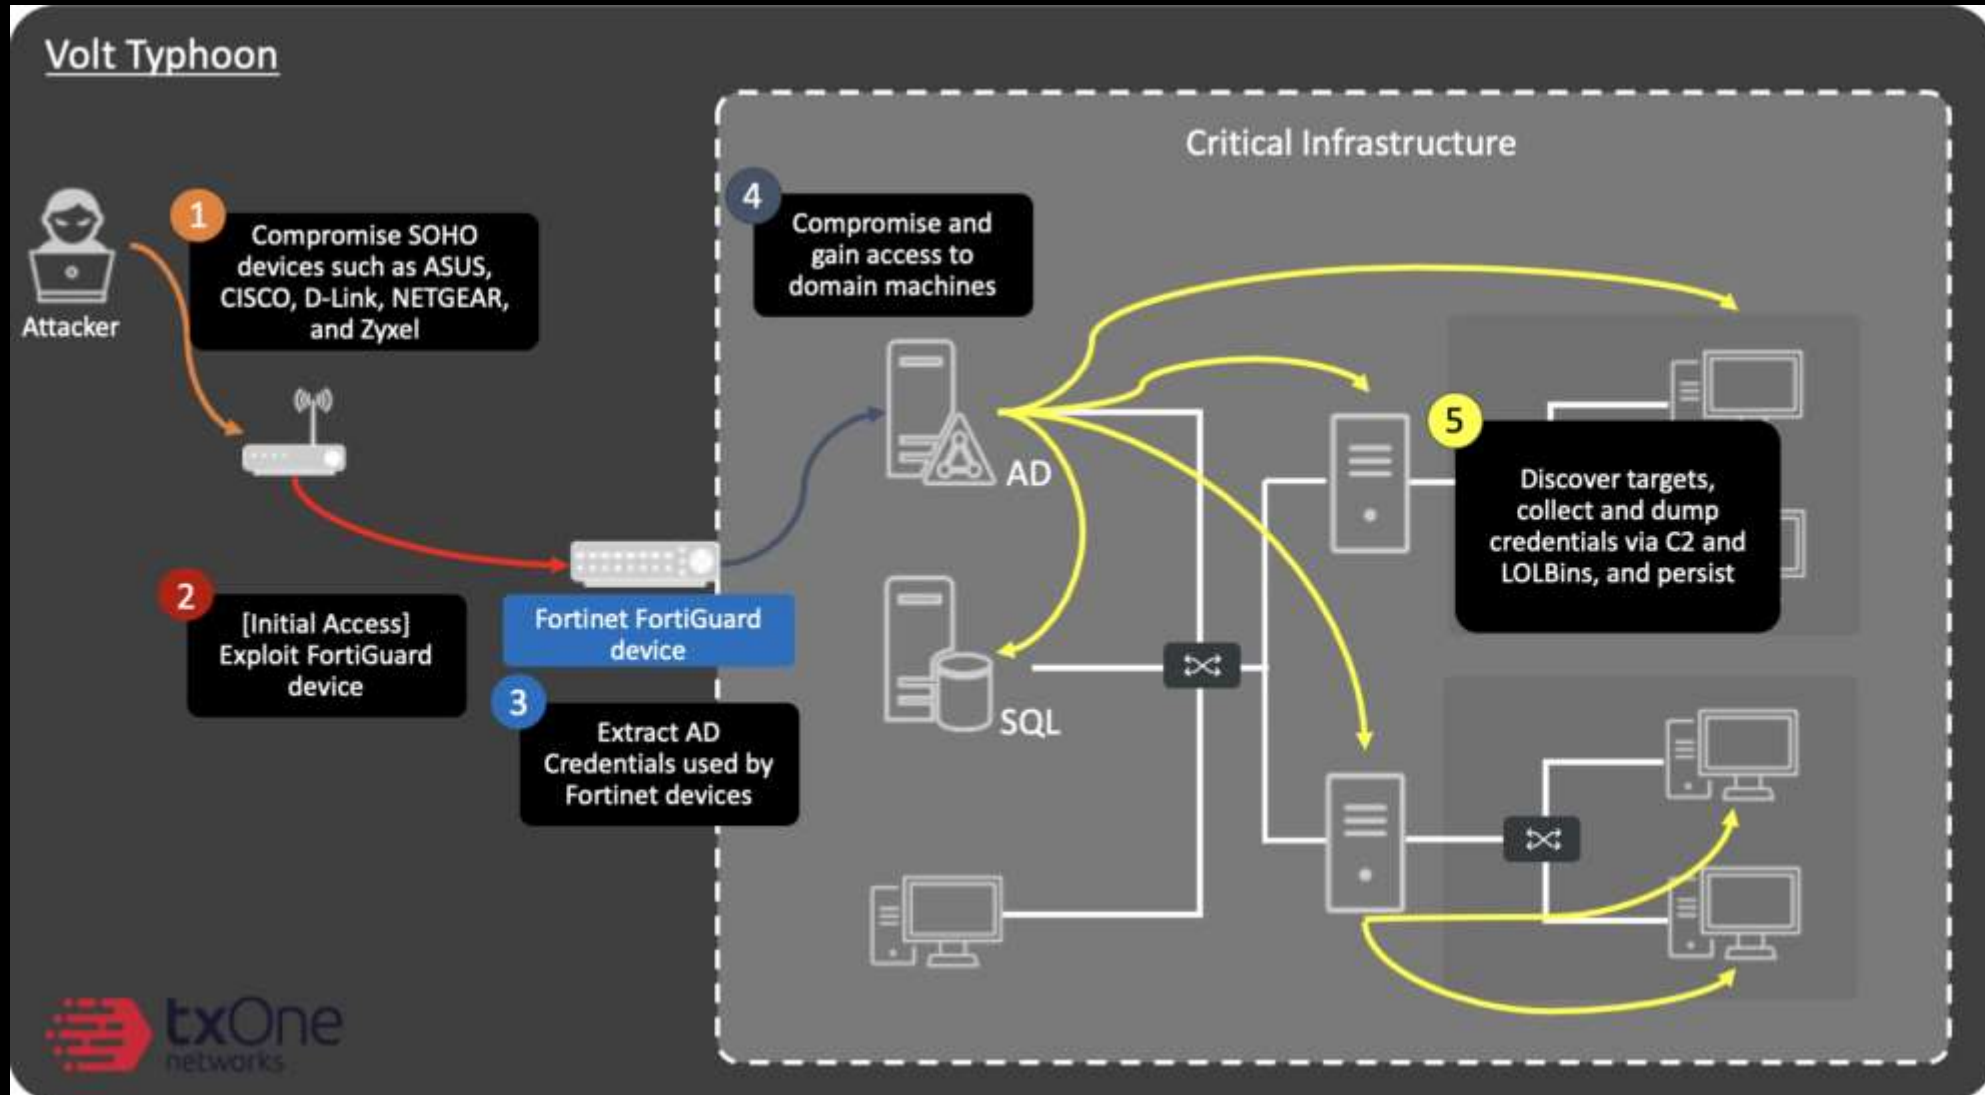 Volt Typhoon
Critical Infrastructure
Attacker
1
Compromise SOHO
devices such as ASUS,
CISCO, D-Link, NETGEAR,
and Zyxel
2
[Initial Access]
Exploit FortiGuard
device
Fortinet FortiGuard
device
3
Extract AD
Credentials used by
Fortinet devices
4
Compromise and
gain access to
domain machines
AD
SQL
5
Discover targets,
collect and dump
credentials via C2 and
LOLBins, and persist
txOne
networks